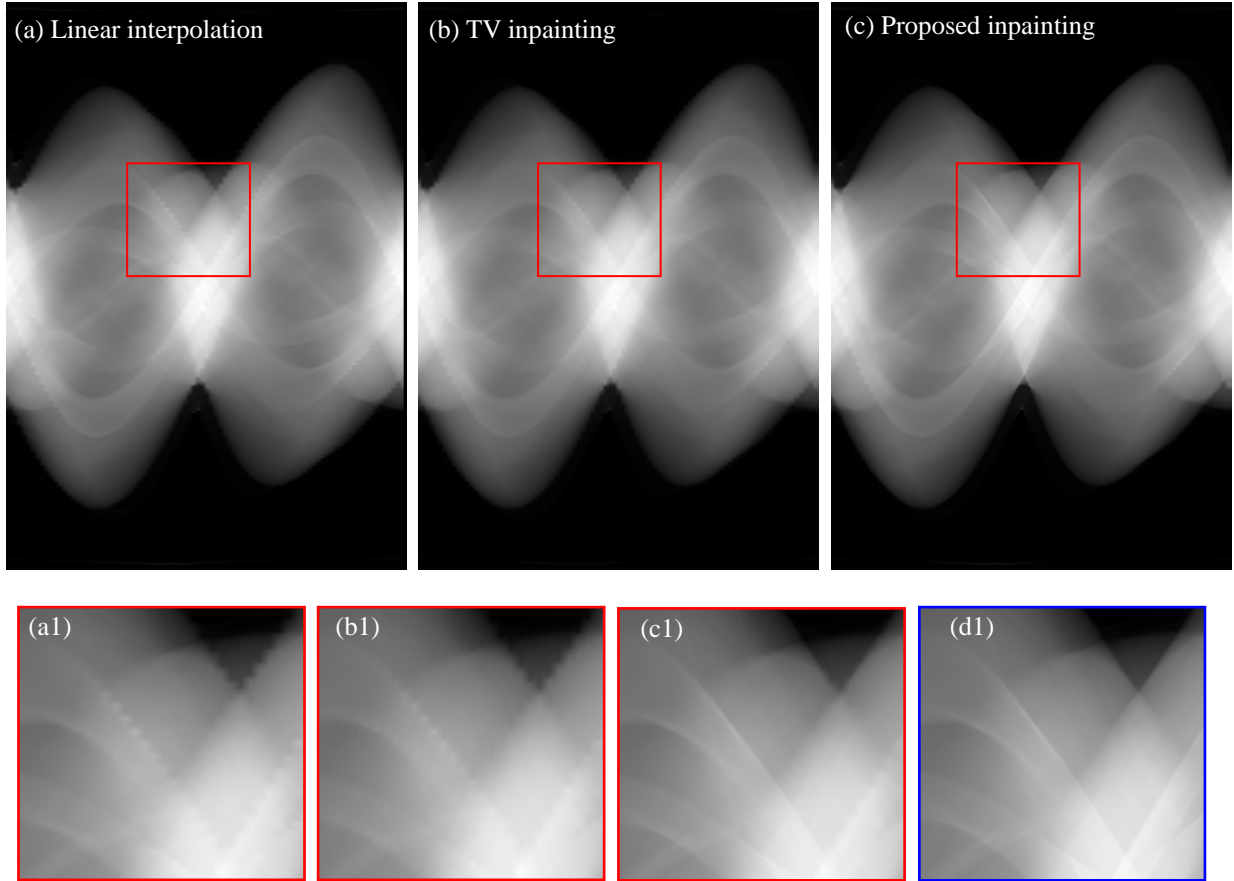 (a) Linear interpolation
(b) TV inpainting
(c) Proposed inpainting
(a1)
(b1)
(c1)
(d1)